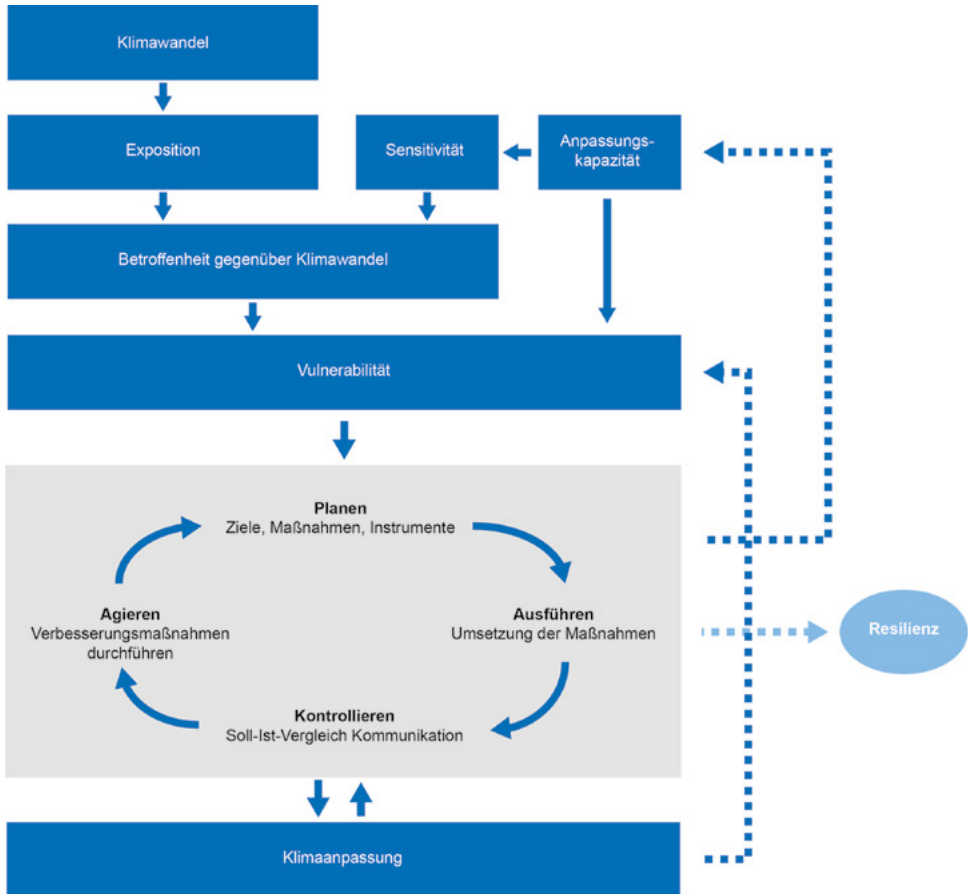 Klimawandel
Exposition
Sensitivität
Anpassungs-
kapazität
Betroffenheit gegenüber Klimawandel
Vulnerabilität
Planen
Ziele, Maßnahmen, Instrumente
Agieren
Verbesserungsmaßnahmen
durchführen
Ausführen
Umsetzung der Maßnahmen
Kontrollieren
Soll-Ist-Vergleich Kommunikation
Resilienz
Klimaanpassung